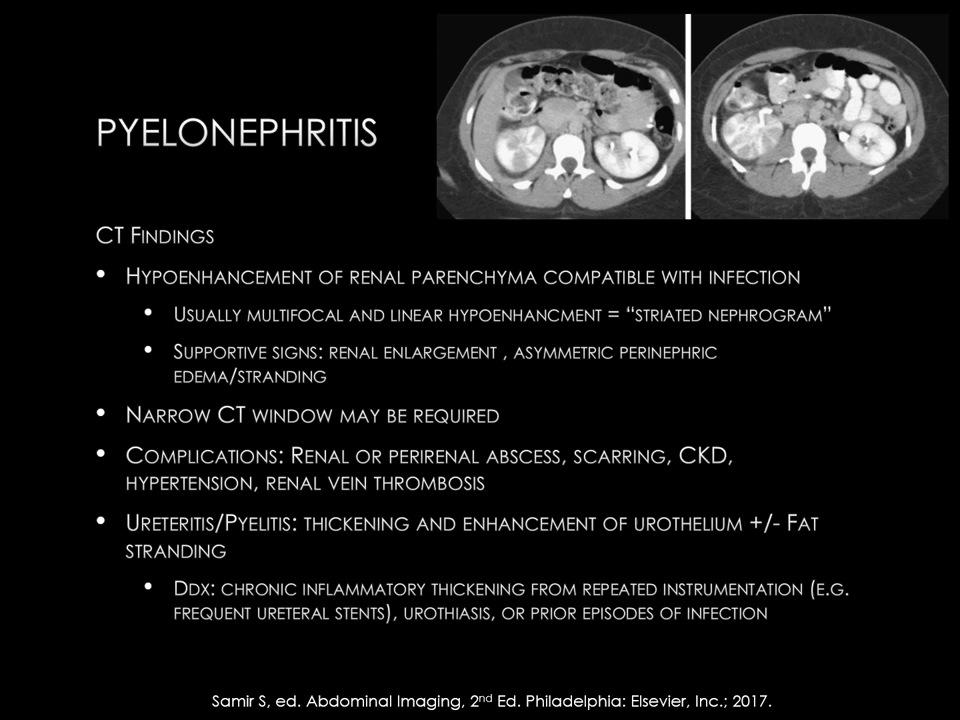 PYELONEPHRITIS
CT FINDINGS
• HYPOENHANCEMENT OF RENAL PARENCHYMA COMPATIBLE WITH INFECTION
• USUALLY MULTIFOCAL AND LINEAR HYPOENHANCMENT = “STRIATED NEPHROGRAM”
• SUPPORTIVE SIGNS: RENAL ENLARGEMENT , ASYMMETRIC PERINEPHRIC
EDEMA/STRANDING
• NARROW CT WINDOW MAY BE REQUIRED
• COMPLICATIONS: RENAL OR PERIRENAL ABSCESS, SCARRING, CKD,
HYPERTENSION, RENAL VEIN THROMBOSIS
• URETERITIS/PYELITIS: THICKENING AND ENHANCEMENT OF UROTHELIUM +/- FAT
STRANDING
• DDX: CHRONIC INFLAMMATORY THICKENING FROM REPEATED INSTRUMENTATION (E.G.
FREQUENT URETERAL STENTS), UROTHIASIS, OR PRIOR EPISODES OF INFECTION
Samir S, ed. Abdominal Imaging, 2nd Ed. Philadelphia: Elsevier, Inc.; 2017.